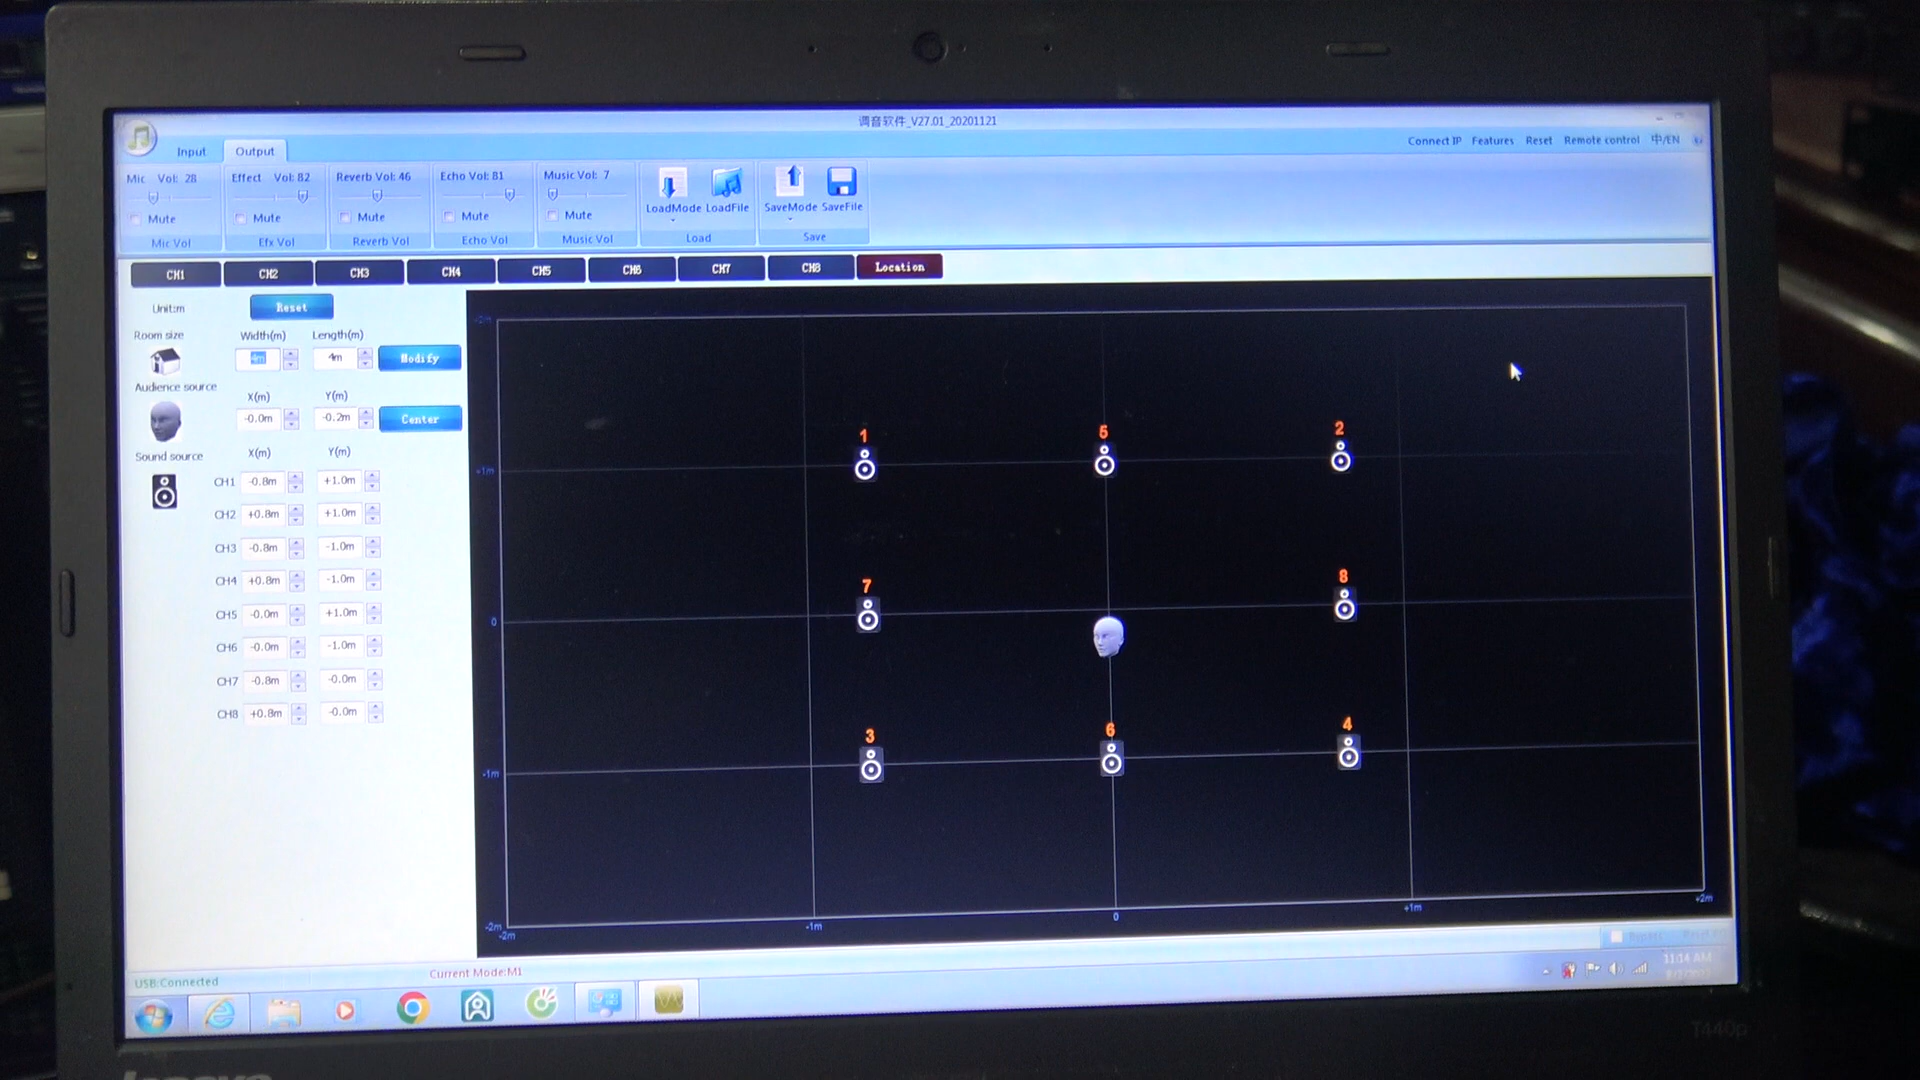 调音软件_V27.01_20201121
Input Output
Connect IP Features Reset Remote control 中/EN
Mic Vol: 28
Effect Vol: 82
Reverb Vol: 46
Echo Vol: 81
Music Vol: 7
Mute Mute Mute Mute Mute
LoadMode LoadFile SaveMode SaveFile
Mic Vol Efx Vol Reverb Vol Echo Vol Music Vol Load Save
CH1 CH2 CH3 CH4 CH5 CH6 CH7 CH8 Location
Unit:m Reset
Room size Width(m) Length(m)
4m 4m Modify
Audience source
X(m) Y(m)
-0.0m -0.2m Center
Sound source X(m) Y(m)
CH1 -0.8m +1.0m
CH2 +0.8m +1.0m
CH3 -0.8m -1.0m
CH4 +0.8m -1.0m
CH5 -0.0m +1.0m
CH6 -0.0m -1.0m
CH7 -0.8m -0.0m
CH8 +0.8m -0.0m
1 5 2
+1m
7 8
0
3 6 4
-1m
-2m
-2m -1m 0 +1m +2m
USB:Connected Current Mode:M1
11:14 AM
T440p